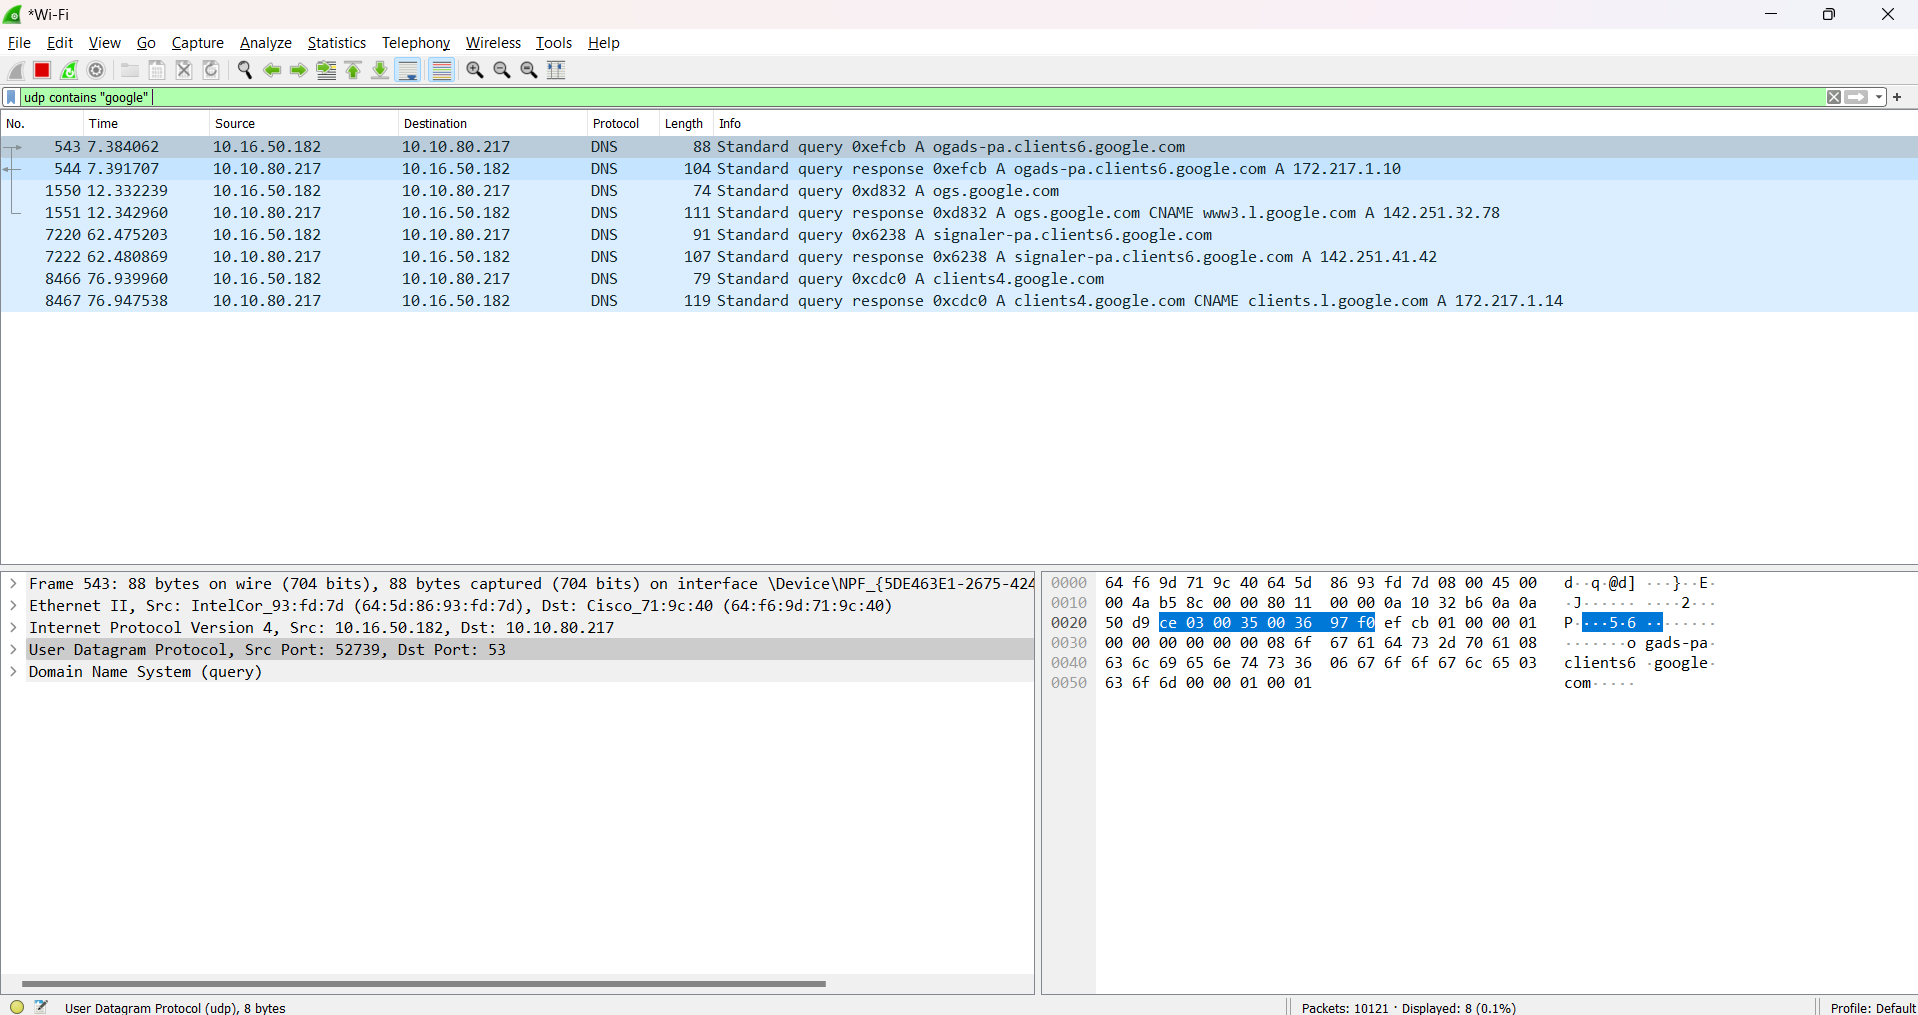 *Wi-Fi
File Edit View Go Capture Analyze Statistics Telephony Wireless Tools Help
udp contains "google"
No. Time Source Destination Protocol Length Info
543 7.384062 10.16.50.182 10.10.80.217 DNS 88 Standard query 0xefcb A ogads-pa.clients6.google.com
544 7.391707 10.10.80.217 10.16.50.182 DNS 104 Standard query response 0xefcb A ogads-pa.clients6.google.com A 172.217.1.10
1550 12.332239 10.16.50.182 10.10.80.217 DNS 74 Standard query 0xd832 A ogs.google.com
1551 12.342960 10.10.80.217 10.16.50.182 DNS 111 Standard query response 0xd832 A ogs.google.com CNAME www3.l.google.com A 142.251.32.78
7220 62.475203 10.16.50.182 10.10.80.217 DNS 91 Standard query 0x6238 A signaler-pa.clients6.google.com
7222 62.480869 10.10.80.217 10.16.50.182 DNS 107 Standard query response 0x6238 A signaler-pa.clients6.google.com A 142.251.41.42
8466 76.939960 10.16.50.182 10.10.80.217 DNS 79 Standard query 0xcdc0 A clients4.google.com
8467 76.947538 10.10.80.217 10.16.50.182 DNS 119 Standard query response 0xcdc0 A clients4.google.com CNAME clients.l.google.com A 172.217.1.14
Frame 543: 88 bytes on wire (704 bits), 88 bytes captured (704 bits) on interface \Device\NPF_{5DE463E1-2675-424
Ethernet II, Src: IntelCor_93:fd:7d (64:5d:86:93:fd:7d), Dst: Cisco_71:9c:40 (64:f6:9d:71:9c:40)
Internet Protocol Version 4, Src: 10.16.50.182, Dst: 10.10.80.217
User Datagram Protocol, Src Port: 52739, Dst Port: 53
Domain Name System (query)
0000 64 f6 9d 71 9c 40 64 5d 86 93 fd 7d 08 00 45 00 d··q·@d] ···}··E·
0010 00 4a b5 8c 00 00 80 11 00 00 0a 10 32 b6 0a 0a ·J······ ····2···
0020 50 d9 ce 03 00 35 00 36 97 f0 ef cb 01 00 00 01 P····5·6 ········
0030 00 00 00 00 00 00 08 6f 67 61 64 73 2d 70 61 08 ·······o gads-pa·
0040 63 6c 69 65 6e 74 73 36 06 67 6f 6f 67 6c 65 03 clients6 ·google·
0050 63 6f 6d 00 00 01 00 01 com·····
User Datagram Protocol (udp), 8 bytes
Packets: 10121 · Displayed: 8 (0.1%)
Profile: Default